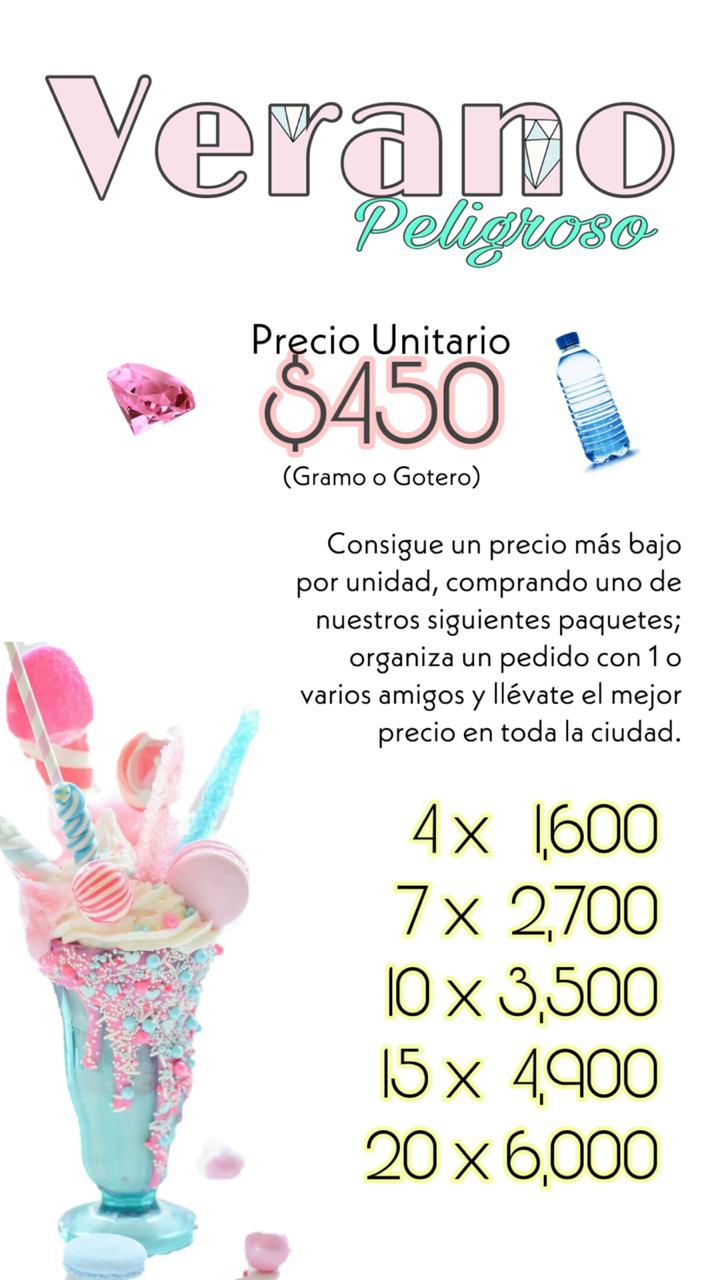 Verano
Peligroso
Precio Unitario
$450
(Gramo o Gotero)
Consigue un precio más bajo
por unidad, comprando uno de
nuestros siguientes paquetes;
organiza un pedido con 1 o
varios amigos y llévate el mejor
precio en toda la ciudad.
4 x 1,600
7 x 2,700
10 x 3,500
15 x 4,900
20 x 6,000